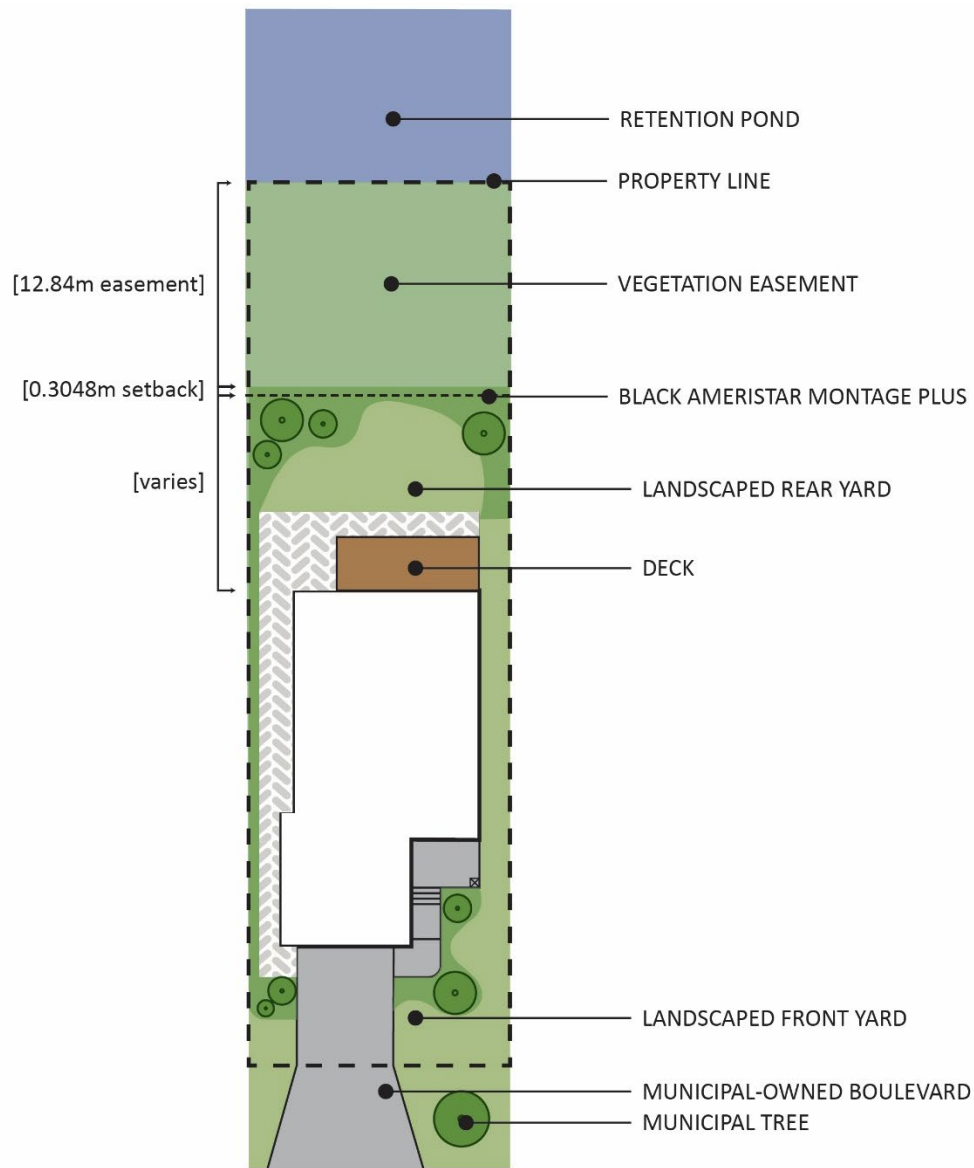 RETENTION POND
PROPERTY LINE
[12.84m easement]
VEGETATION EASEMENT
[0.3048m setback]
BLACK AMERISTAR MONTAGE PLUS
[varies]
LANDSCAPED REAR YARD
DECK
LANDSCAPED FRONT YARD
MUNICIPAL-OWNED BOULEVARD
MUNICIPAL TREE